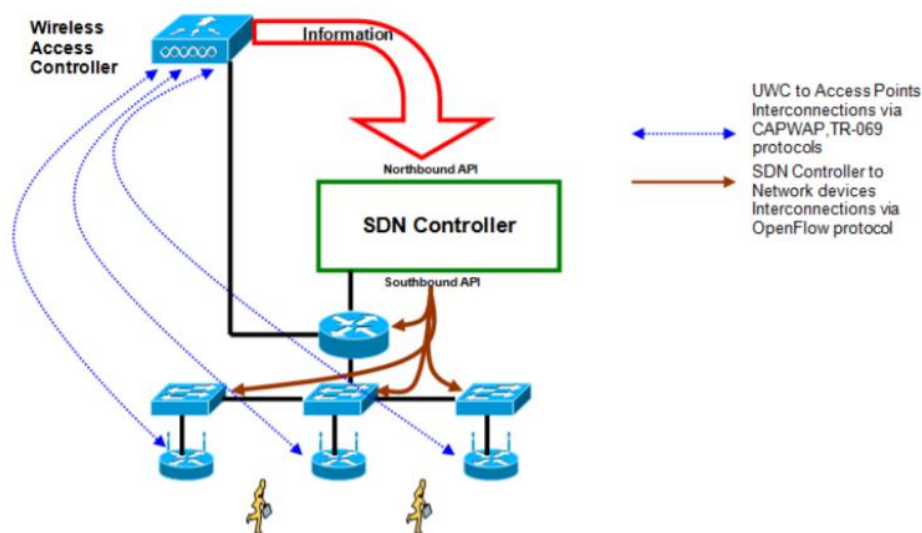 Wireless
Access
Controller
Information
Northbound API
SDN Controller
Southbound API
UWC to Access Points
Interconnections via
CAPWAP,TR-069
protocols
SDN Controller to
Network devices
Interconnections via
OpenFlow protocol